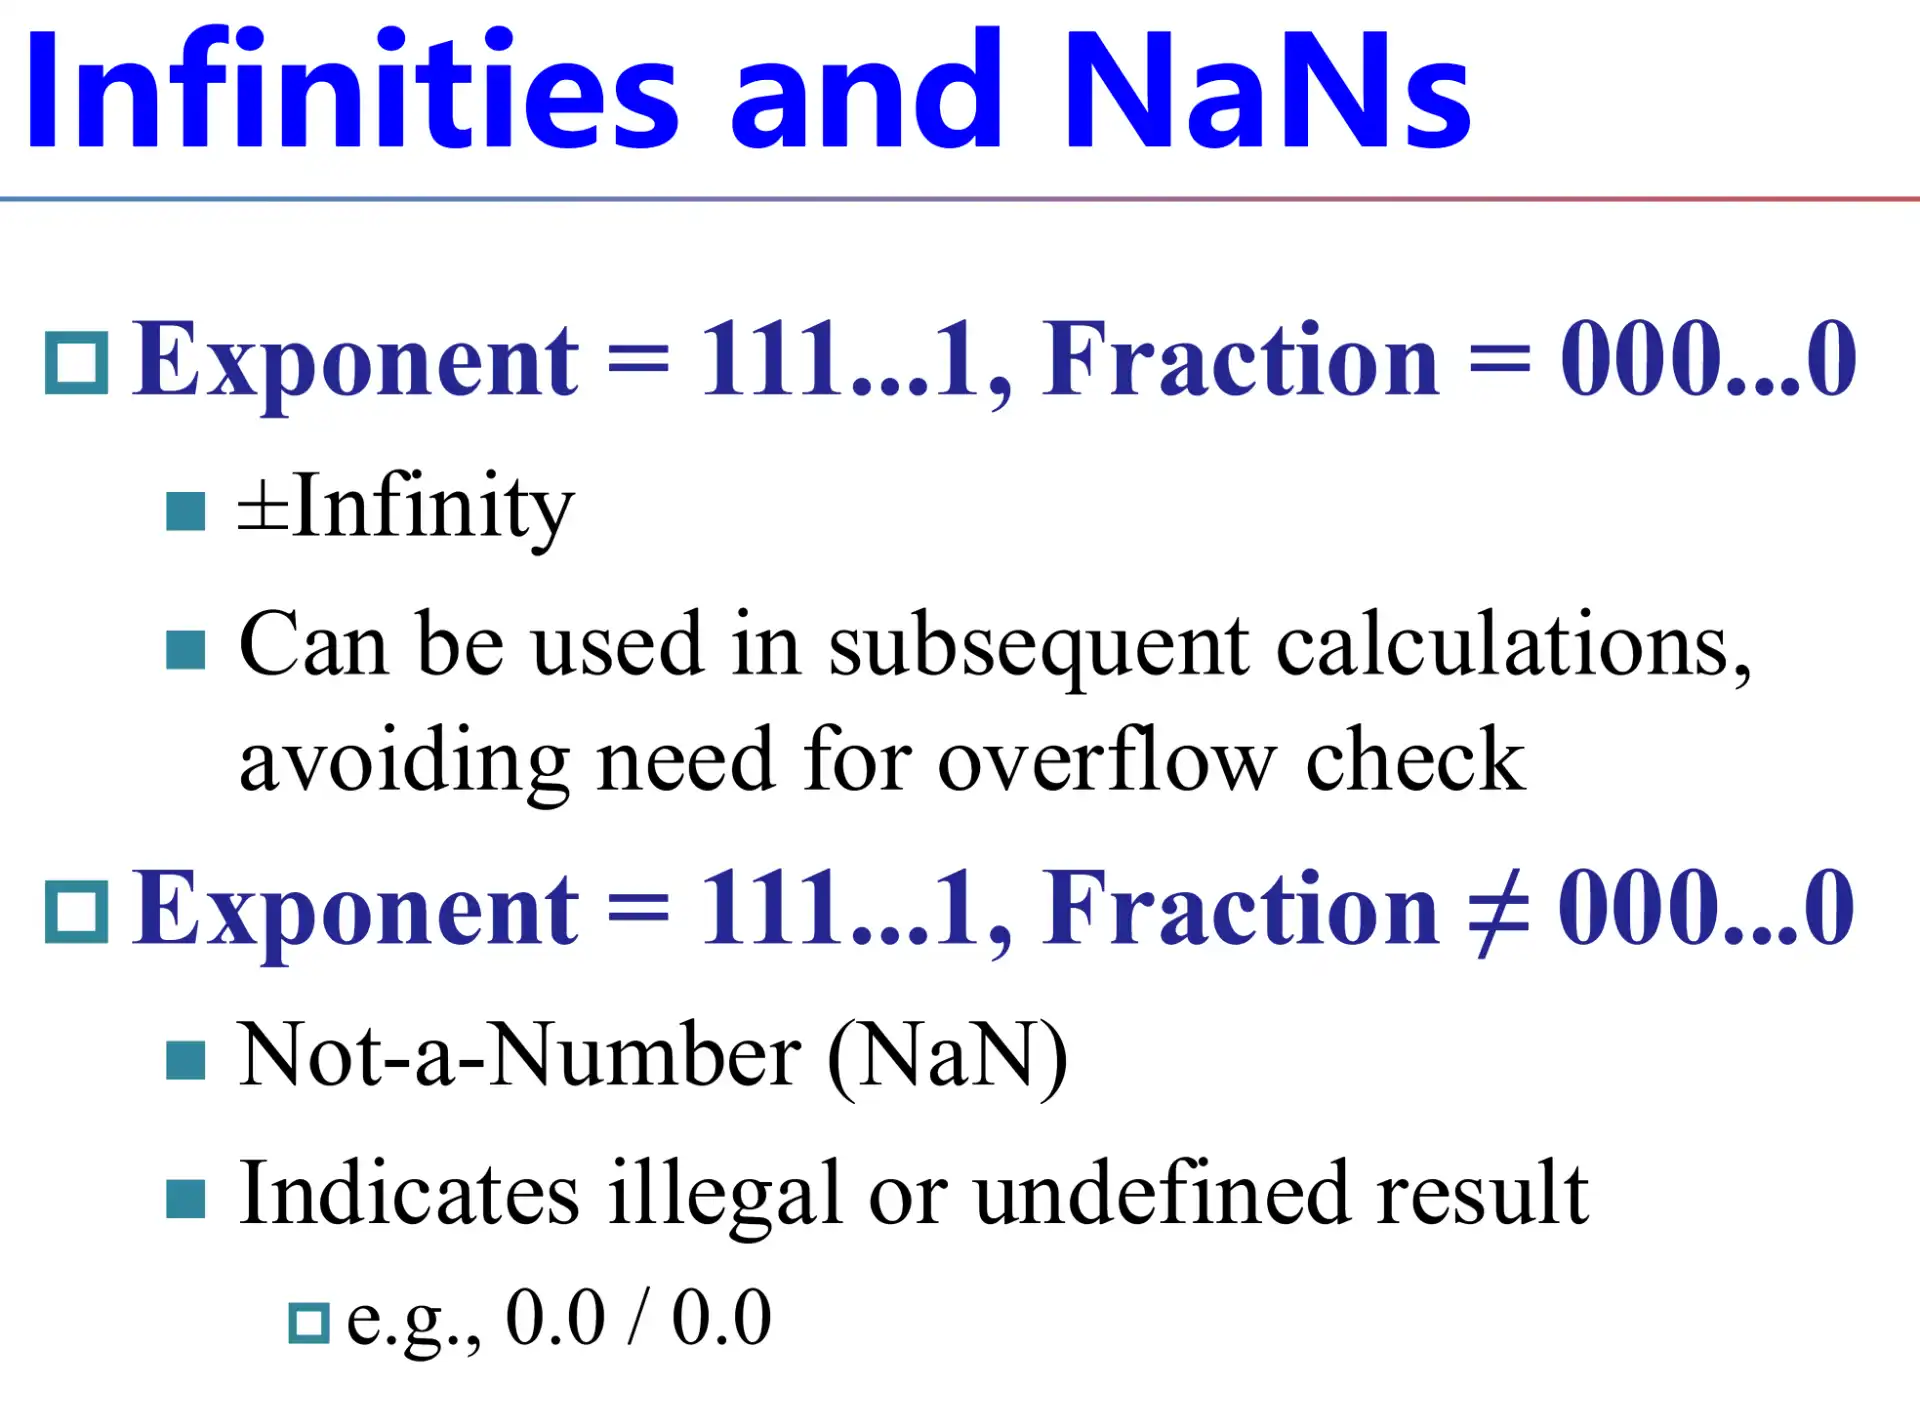 Infinities and NaNs
Exponent = 111...1, Fraction = 000...0
±Infinity
Can be used in subsequent calculations,
avoiding need for overflow check
Exponent = 111...1, Fraction ≠ 000...0
Not-a-Number (NaN)
Indicates illegal or undefined result
e.g., 0.0 / 0.0